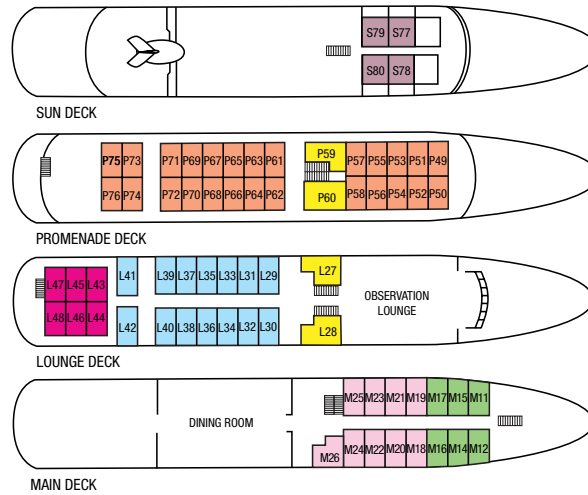 S79 S77
S80 S78
SUN DECK
P75 P73 P71 P69 P67 P65 P63 P61 P59 P57 P55 P53 P51 P49
P76 P74 P72 P70 P68 P66 P64 P62 P60 P58 P56 P54 P52 P50
PROMENADE DECK
L47 L45 L43 L41 L39 L37 L35 L33 L31 L29 L27
OBSERVATION
LOUNGE
L48 L46 L44 L42 L40 L38 L36 L34 L32 L30 L28
LOUNGE DECK
M25 M23 M21 M19 M17 M15 M11
DINING ROOM
M26 M24 M22 M20 M18 M16 M14 M12
MAIN DECK